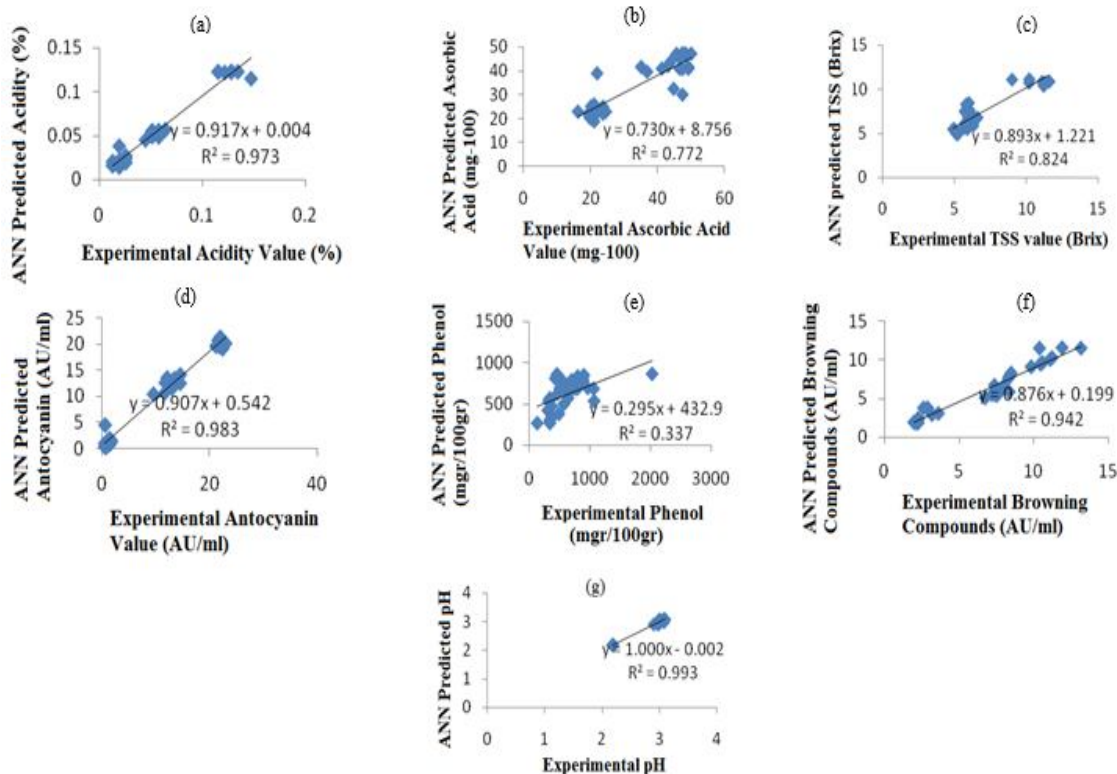 (a)
ANN Predicted Acidity (%)
0.15
0.1
0.05
0
y = 0.917x + 0.004
R² = 0.973
0 0.1 0.2
Experimental Acidity Value (%)
(b)
ANN Predicted Asorbic
Acid (mg-100)
60
50
40
30
20
10
0
y = 0.730x + 8.756
R² = 0.772
0 20 40 60
Experimental Ascorbic Acid
Value (mg-100)
(c)
ANN predicted TSS (Brix)
15
10
5
0
y = 0.893x + 1.221
R² = 0.824
0 5 10 15
Experimental TSS value (Brix)
(d)
ANN Predicted
Antocyanin (AU/ml)
25
20
15
10
5
0
y = 0.907x + 0.542
R² = 0.983
0 20 40
Experimental Antocyanin
Value (AU/ml)
(e)
ANN Predicted Phenol
(mgr/100gr)
1500
1000
500
0
y = 0.295x + 432.9
R² = 0.337
0 1000 2000 3000
Experimental Phenol
(mgr/100gr)
(f)
ANN Predicted Browning
Compounds (AU/ml)
15
10
5
0
y = 0.876x + 0.199
R² = 0.942
0 5 10 15
Experimental Browning
Compounds (AU/ml)
(g)
ANN Predicted pH
4
3
2
1
0
y = 1.000x - 0.002
R² = 0.993
0 1 2 3 4
Experimental pH